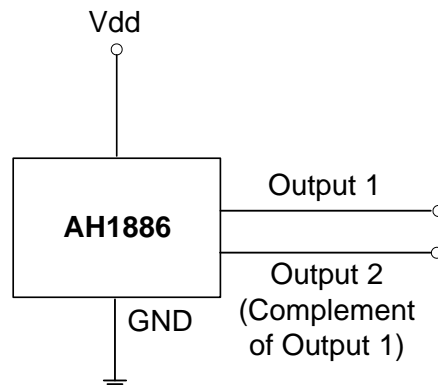 Vdd
Output 1
AH1886
Output 2
(Complement
of Output 1)
GND